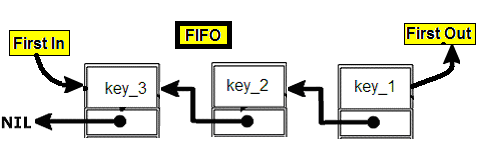 FIFO
First In
First Out
key_3
key_2
key_1
NIL